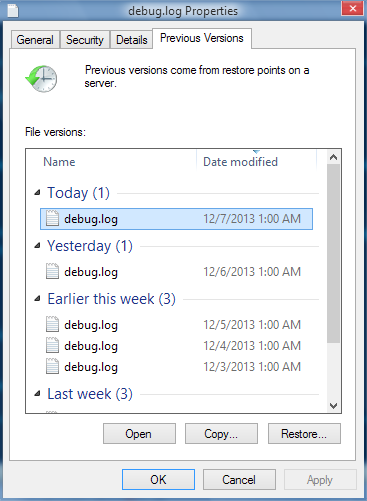 debug.log Properties
General Security Details Previous Versions
Previous versions come from restore points on a
server.
File versions:
Name Date modified
Today (1)
debug.log 12/7/2013 1:00 AM
Yesterday (1)
debug.log 12/6/2013 1:00 AM
Earlier this week (3)
debug.log 12/5/2013 1:00 AM
debug.log 12/4/2013 1:00 AM
debug.log 12/3/2013 1:00 AM
Last week (3)
Open Copy... Restore...
OK Cancel Apply